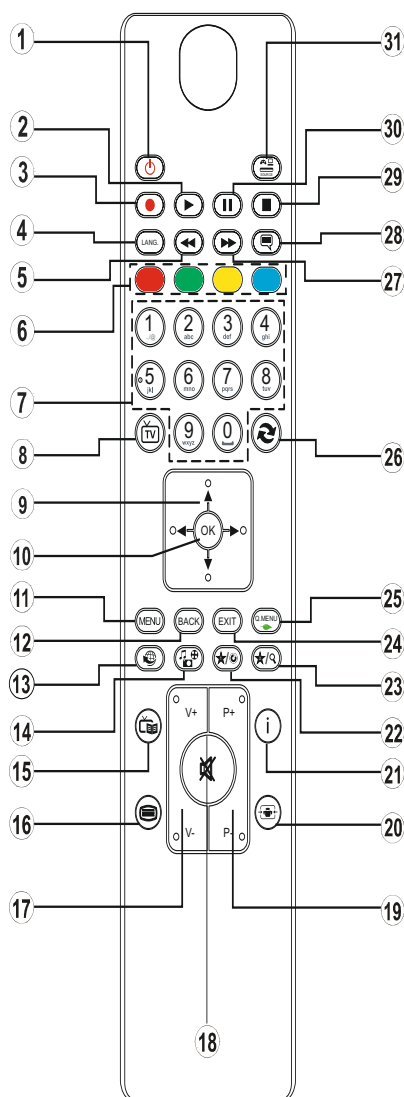 1
31
2
30
3
29
SOURCE
4
LANG.
28
5
27
6
1 2 3 4
.-@ abc def ghi
7
5 6 7 8
jkl mno pqrs tuv
8
TV
9 0
wxyz
26
9
10
OK
11
MENU BACK EXIT Q.MENU
25
12
24
13
23
14
V+ P+
22
15
i
21
16
20
V- P-
17
19
18